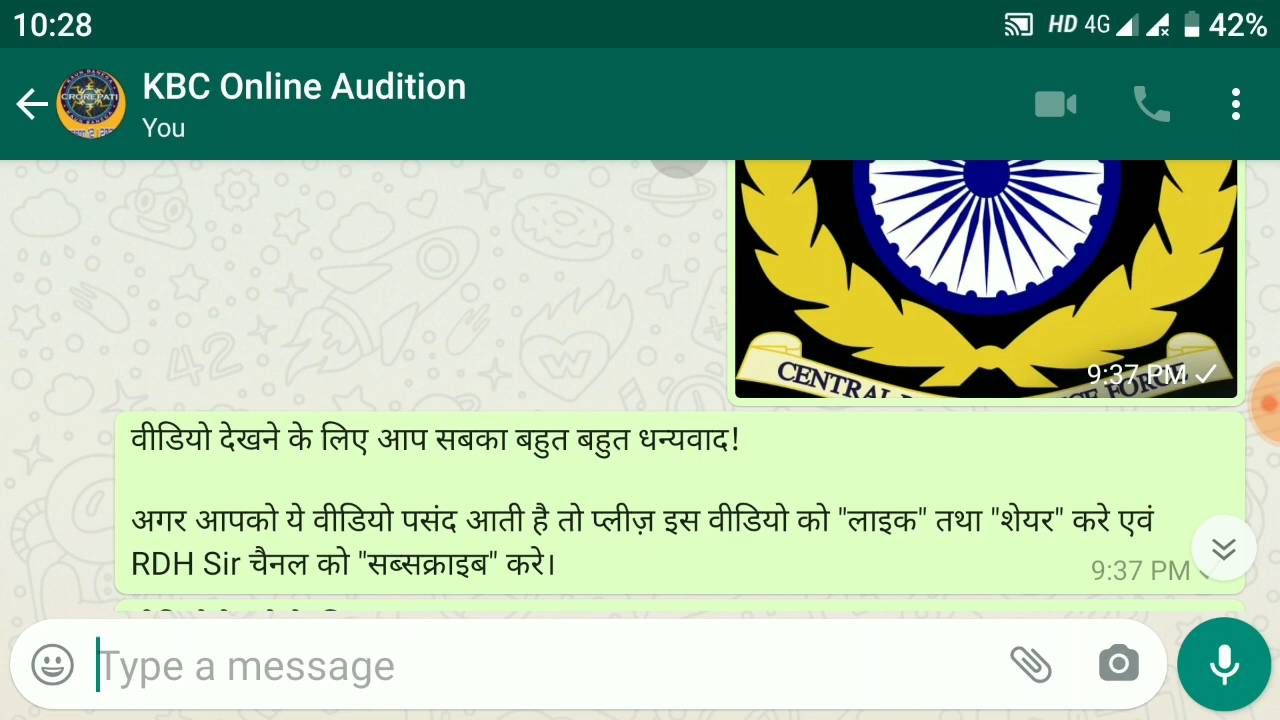 10:28
HD 4G 42%
KBC Online Audition
You
CROREPATI
CENTRAL
FORCE
9:37 PM
वीडियो देखने के लिए आप सबका बहुत बहुत धन्यवाद!
अगर आपको ये वीडियो पसंद आती है तो प्लीज़ इस वीडियो को "लाइक" तथा "शेयर" करे एवं
RDH Sir चैनल को "सब्सक्राइब" करे।
9:37 PM
Type a message